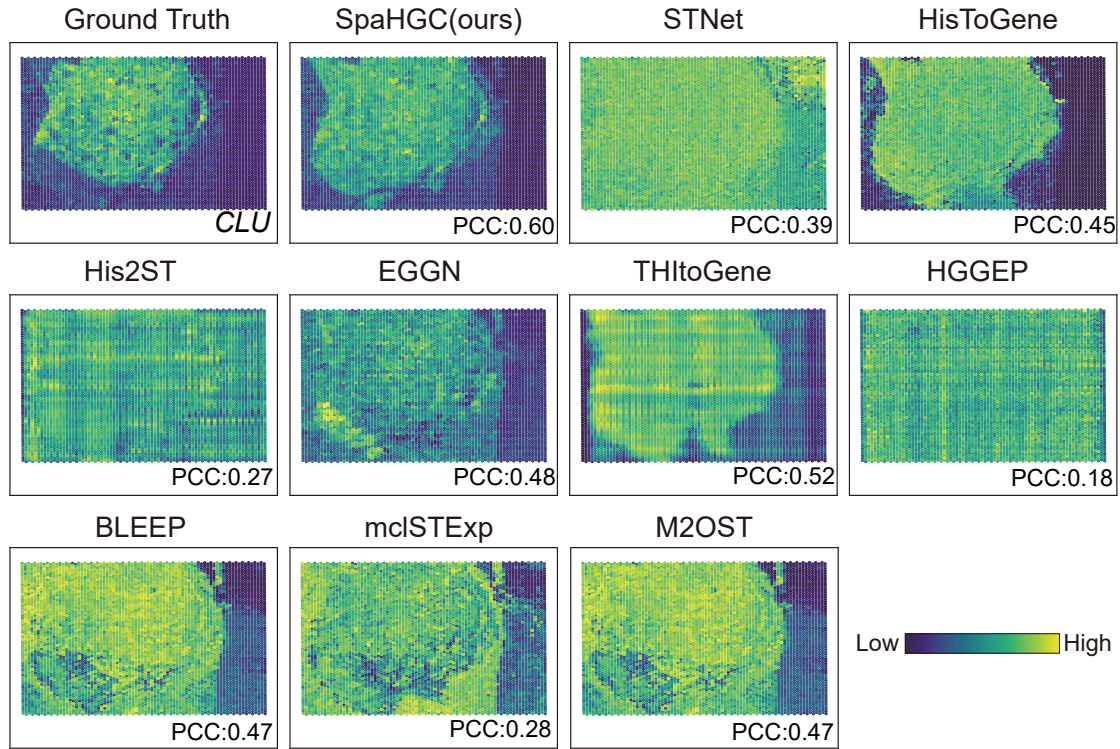 Ground Truth
SpaHGC(ours)
STNet
HisToGene
CLU
PCC:0.60
PCC:0.39
PCC:0.45
His2ST
EGGN
THItoGene
HGGEP
PCC:0.27
PCC:0.48
PCC:0.52
PCC:0.18
BLEEP
mclSTExp
M2OST
PCC:0.47
PCC:0.28
PCC:0.47
Low
High